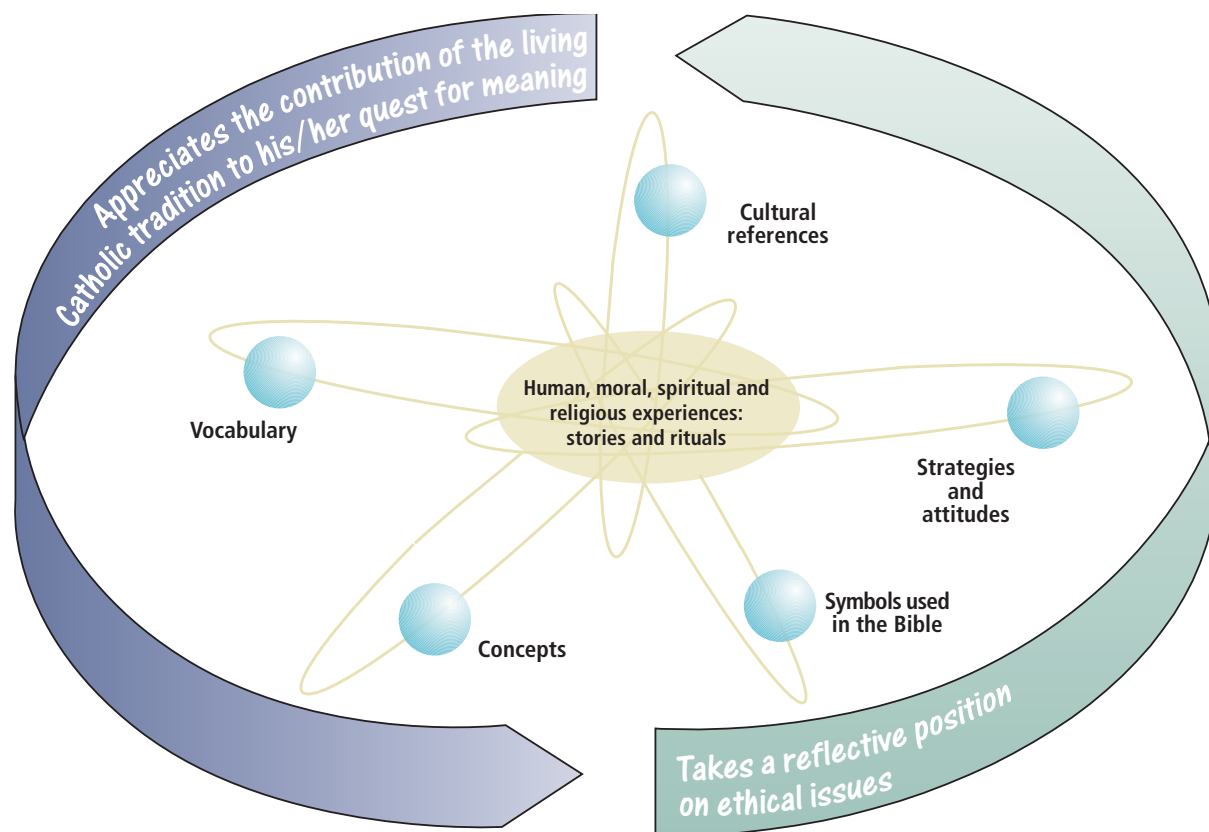 Appreciates the contribution of the living
Catholic tradition to his/her quest for meaning
Cultural
references
Human, moral, spiritual and
religious experiences:
stories and rituals
Vocabulary
Strategies
and
attitudes
Symbols used
in the Bible
Concepts
Takes a reflective position
on ethical issues